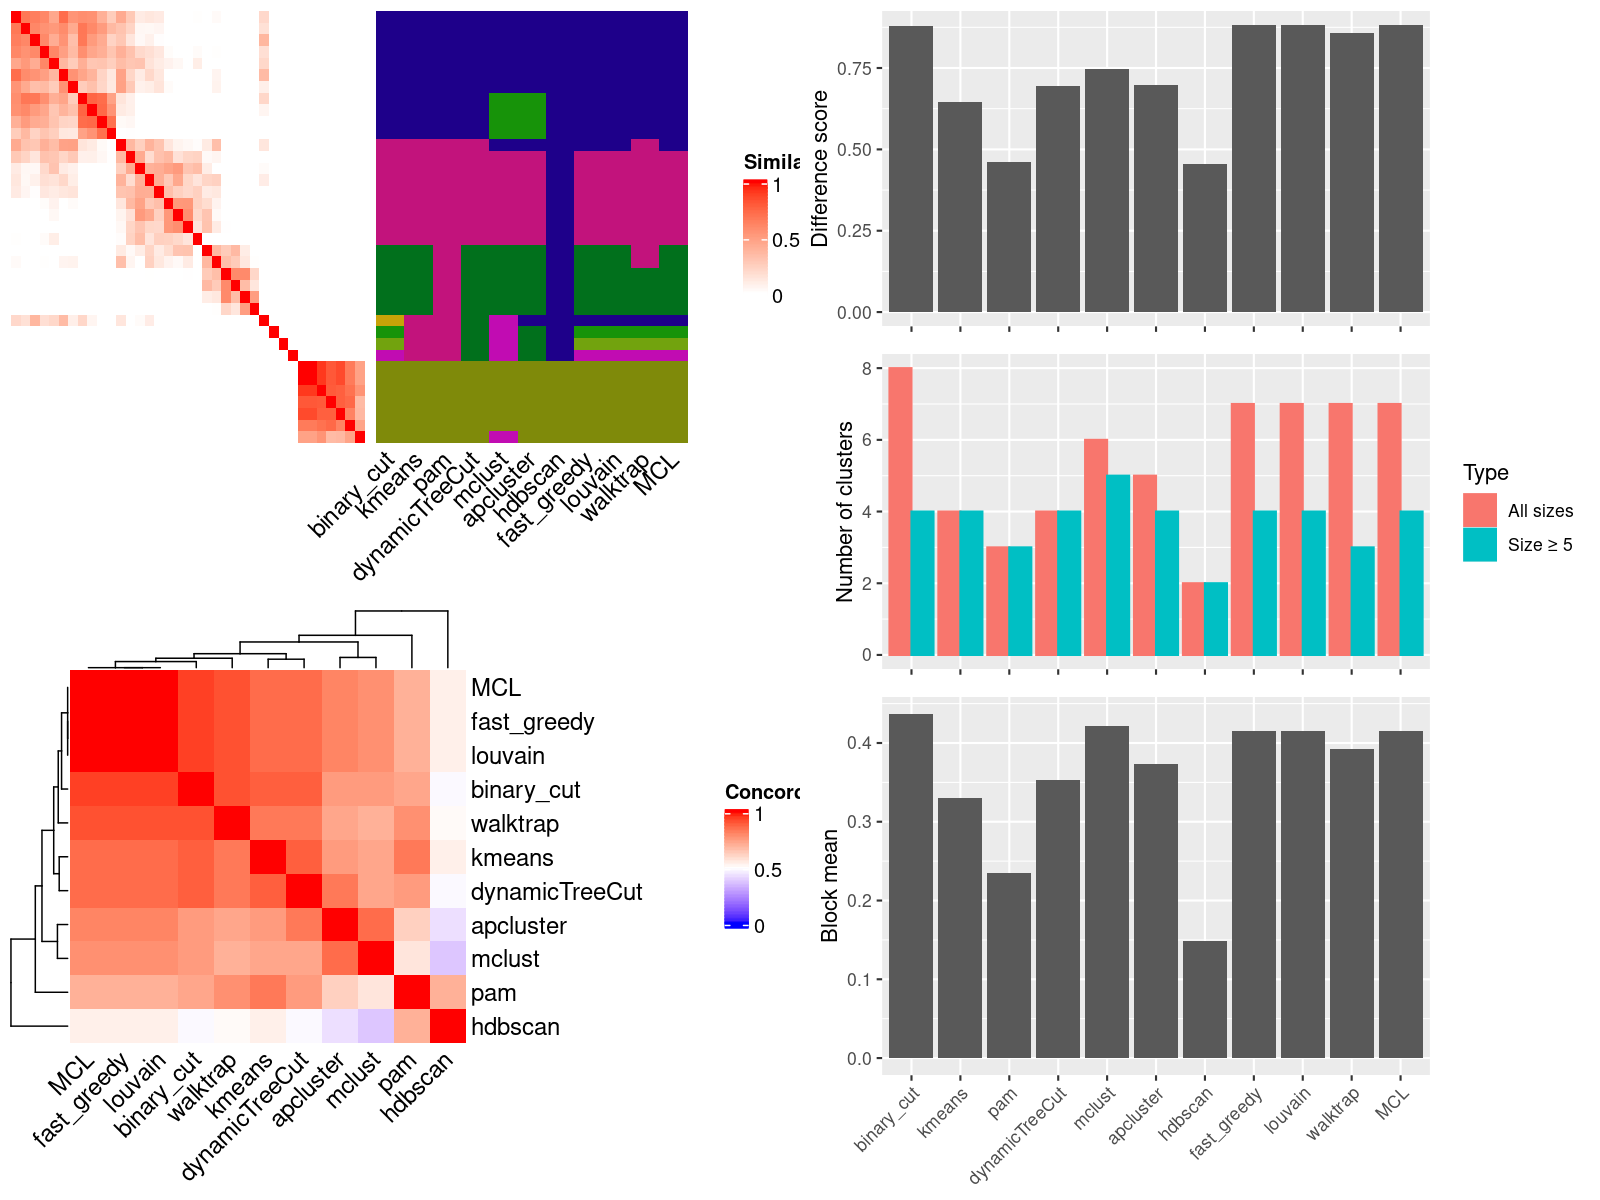 Simila
1
0.5
0
binary_cut
kmeans
pam
dynamicTreeCut
mclust
apcluster
hdbscan
fast_greedy
louvain
walktrap
MCL
MCL
fast_greedy
louvain
binary_cut
walktrap
kmeans
dynamicTreeCut
apcluster
mclust
pam
hdbscan
Concord
1
0.5
0
MCL
fast_greedy
louvain
binary_cut
walktrap
kmeans
dynamicTreeCut
apcluster
mclust
pam
hdbscan
Difference score
0.75
0.50
0.25
0.00
Number of clusters
8
6
4
2
0
Type
All sizes
Size ≥ 5
Block mean
0.4
0.3
0.2
0.1
0.0
binary_cut
kmeans
pam
dynamicTreeCut
mclust
apcluster
hdbscan
fast_greedy
louvain
walktrap
MCL